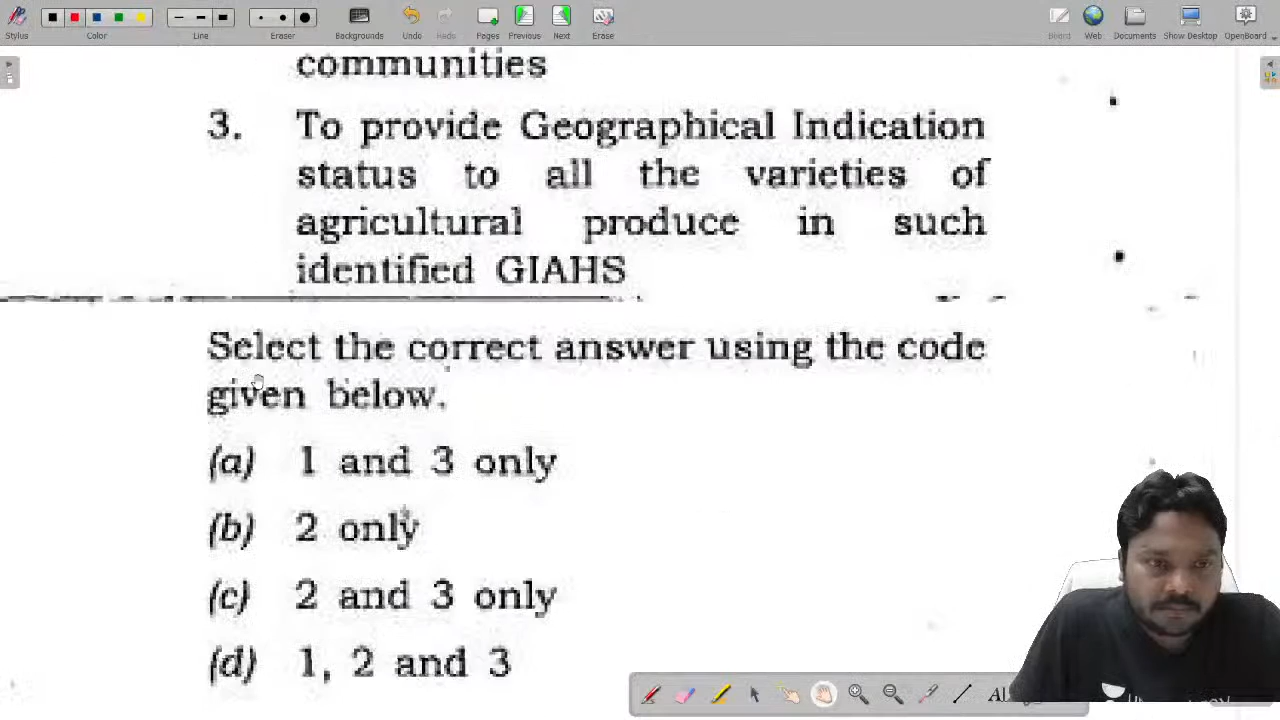 Stylus
Color
Line
Eraser
Backgrounds
Undo
Redo
Pages
Previous
Next
Erase
Board
Web
Documents
Show Desktop
OpenBoard
communities
3. To provide Geographical Indication
status to all the varieties of
agricultural produce in such
identified GIAHS
Select the correct answer using the code
given below.
(a) 1 and 3 only
(b) 2 only
(c) 2 and 3 only
(d) 1, 2 and 3